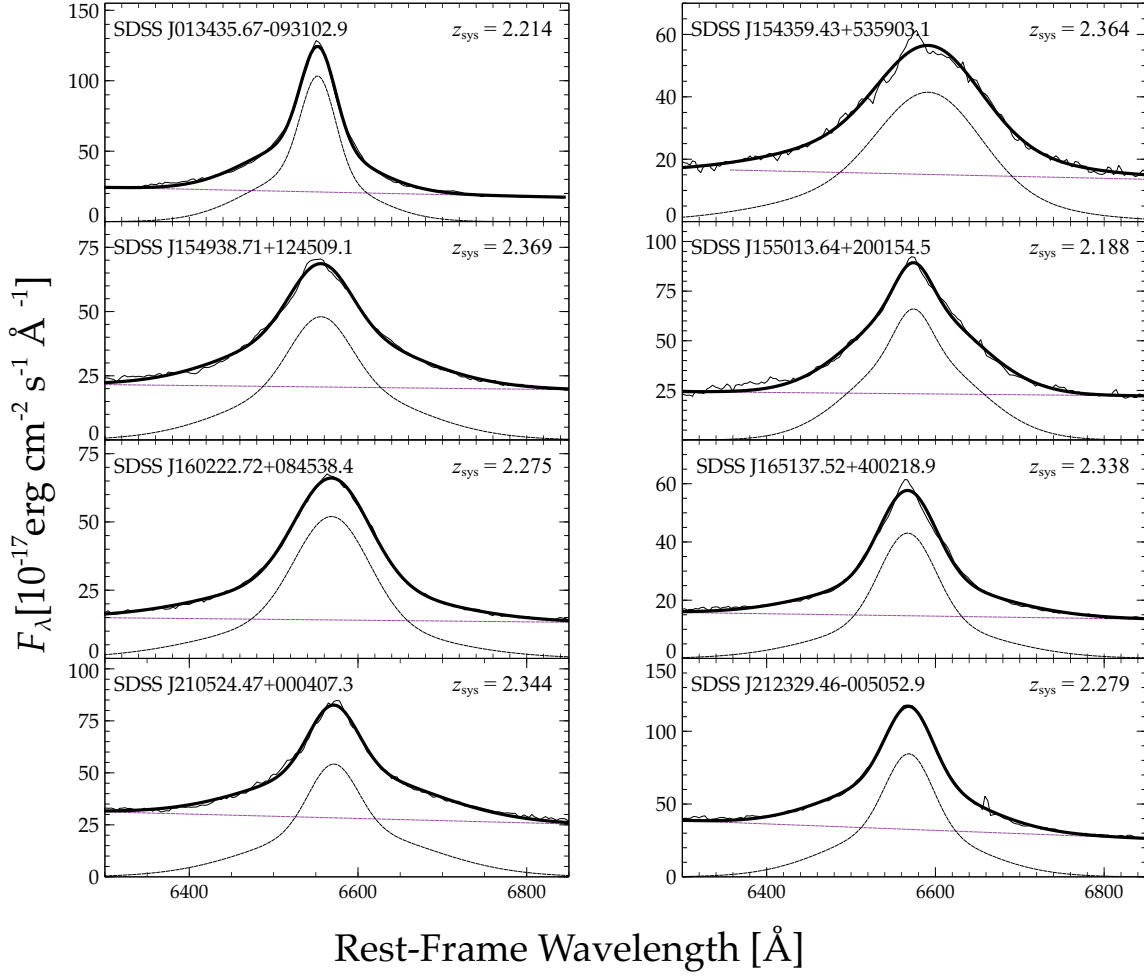 SDSS J013435.67-093102.9 z_sys = 2.214
150
100
50
0
SDSS J154359.43+535903.1 z_sys = 2.364
60
40
20
0
SDSS J154938.71+124509.1 z_sys = 2.369
75
50
25
0
SDSS J155013.64+200154.5 z_sys = 2.188
100
75
50
25
0
SDSS J160222.72+084538.4 z_sys = 2.275
75
50
25
0
SDSS J165137.52+400218.9 z_sys = 2.338
60
40
20
0
SDSS J210524.47+000407.3 z_sys = 2.344
100
75
50
25
0
6400 6600 6800
SDSS J212329.46-005052.9 z_sys = 2.279
150
100
50
0
6400 6600 6800
F_λ[10^-17 erg cm^-2 s^-1 Å^-1]
Rest-Frame Wavelength [Å]